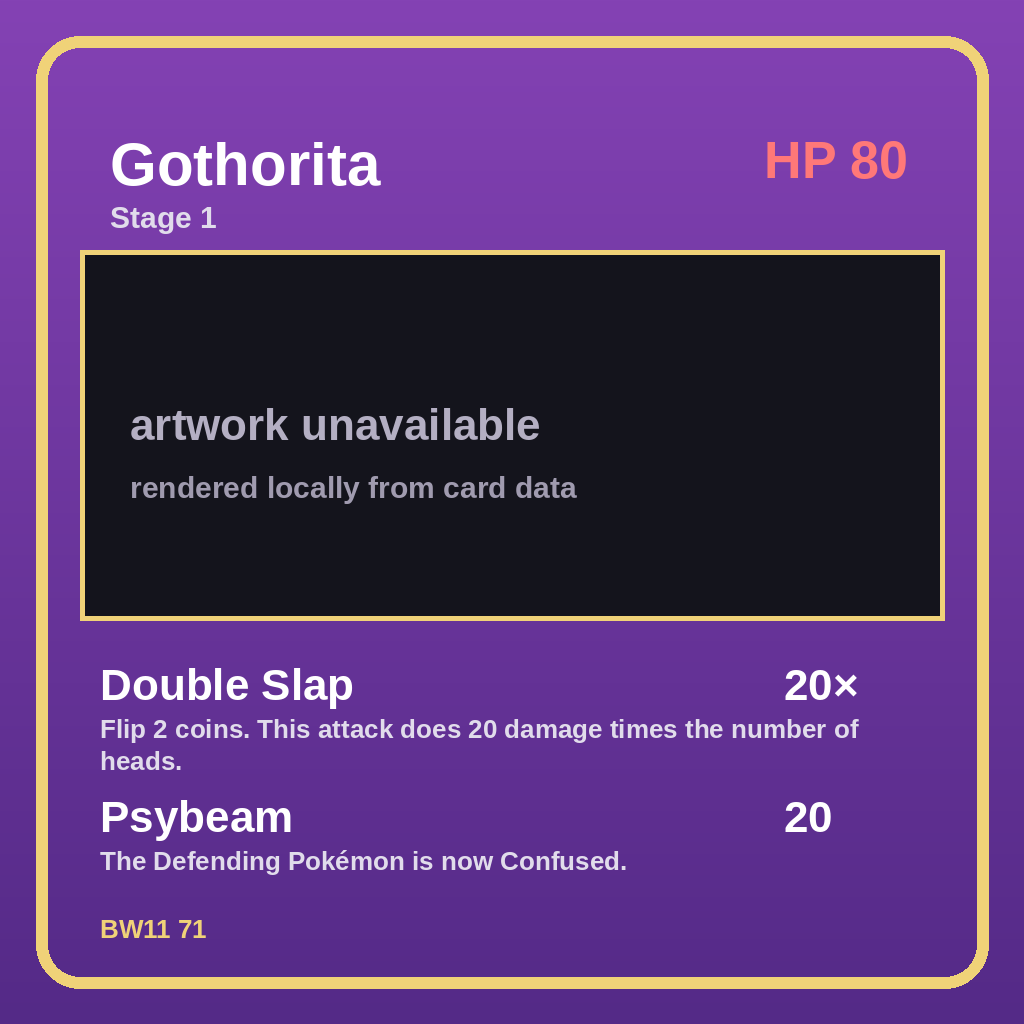 Gothorita
HP 80
Stage 1
artwork unavailable
rendered locally from card data
Double Slap
20×
Flip 2 coins. This attack does 20 damage times the number of
heads.
Psybeam
20
The Defending Pokémon is now Confused.
BW11 71